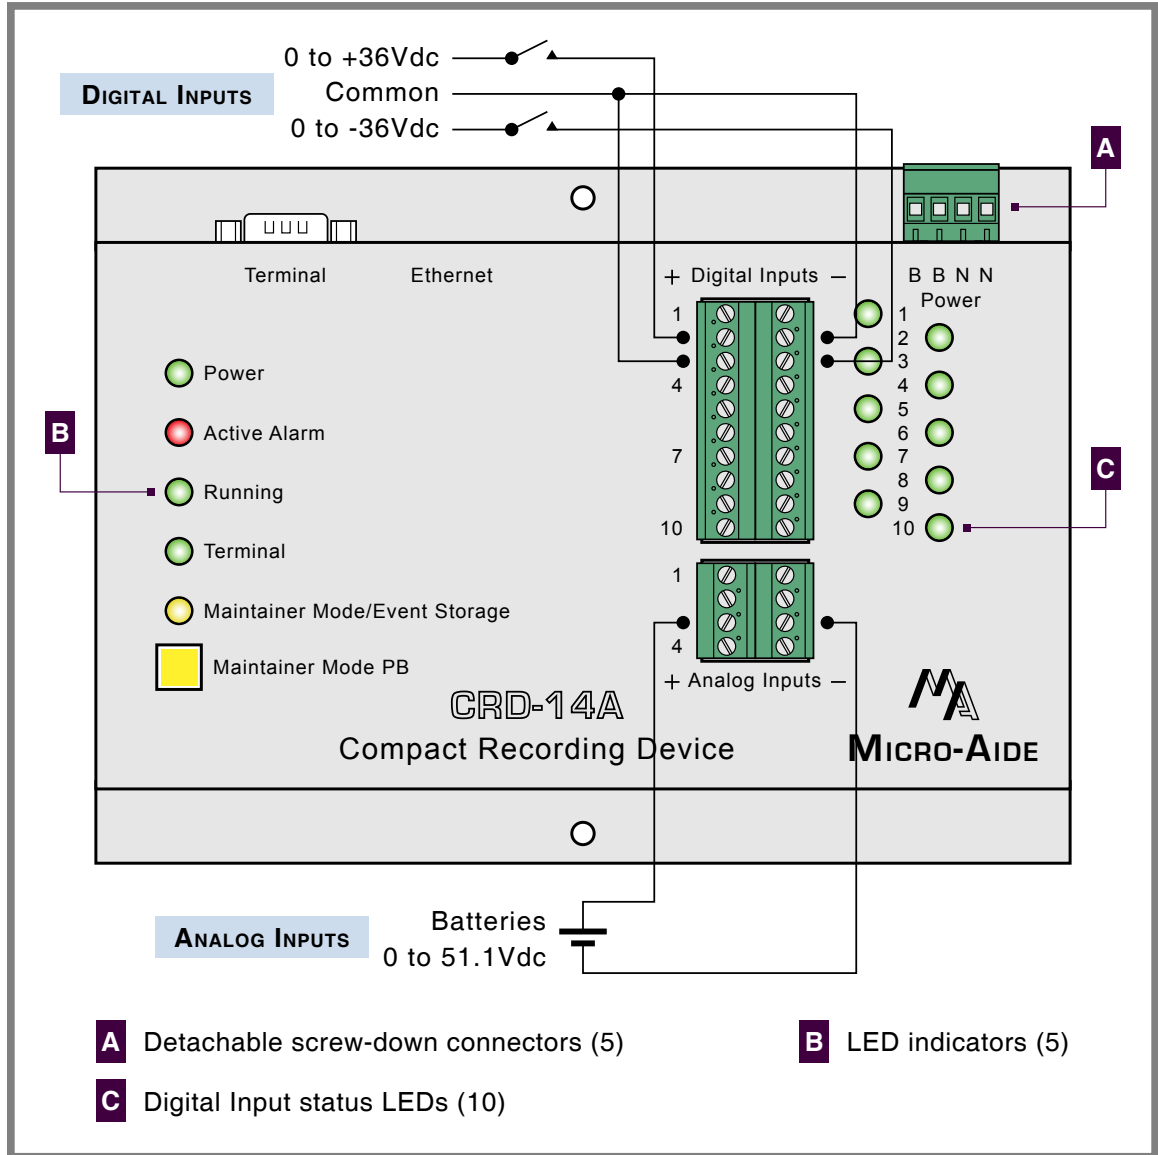 0 to +36Vdc
DIGITAL INPUTS
Common
0 to -36Vdc
A
Terminal
Ethernet
+ Digital Inputs −
B B N N
Power
1
4
7
10
1
2
3
4
5
6
7
8
9
10
Power
Active Alarm
B
Running
Terminal
Maintainer Mode/Event Storage
Maintainer Mode PB
C
1
4
+ Analog Inputs −
CRD-14A
Compact Recording Device
MA
MICRO-AIDE
ANALOG INPUTS
Batteries
0 to 51.1Vdc
A Detachable screw-down connectors (5)
B LED indicators (5)
C Digital Input status LEDs (10)